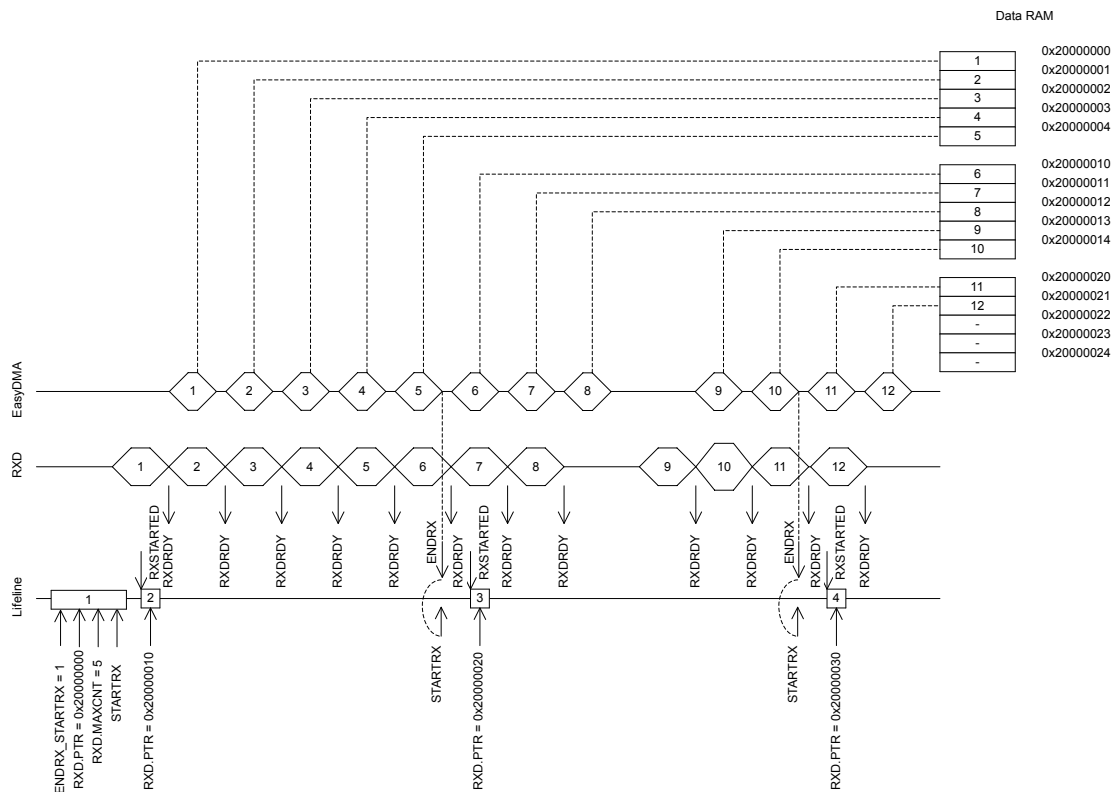 Data RAM
1
0x20000000
2
0x20000001
3
0x20000002
4
0x20000003
5
0x20000004
6
0x20000010
7
0x20000011
8
0x20000012
9
0x20000013
10
0x20000014
11
0x20000020
12
0x20000021
-
0x20000022
-
0x20000023
-
0x20000024
EasyDMA
1 2 3 4 5 6 7 8 9 10 11 12
RXD
1 2 3 4 5 6 7 8 9 10 11 12
RXSTARTED
RXDRDY
RXDRDY
RXDRDY
RXDRDY
RXDRDY
ENDRX
RXDRDY
RXSTARTED
RXDRDY
RXDRDY
RXDRDY
RXDRDY
ENDRX
RXDRDY
RXSTARTED
RXDRDY
Lifeline
1 2 3 4
ENDRX_STARTRX = 1
RXD.PTR = 0x20000000
RXD.MAXCNT = 5
STARTRX
RXD.PTR = 0x20000010
STARTRX
RXD.PTR = 0x20000020
STARTRX
RXD.PTR = 0x20000030